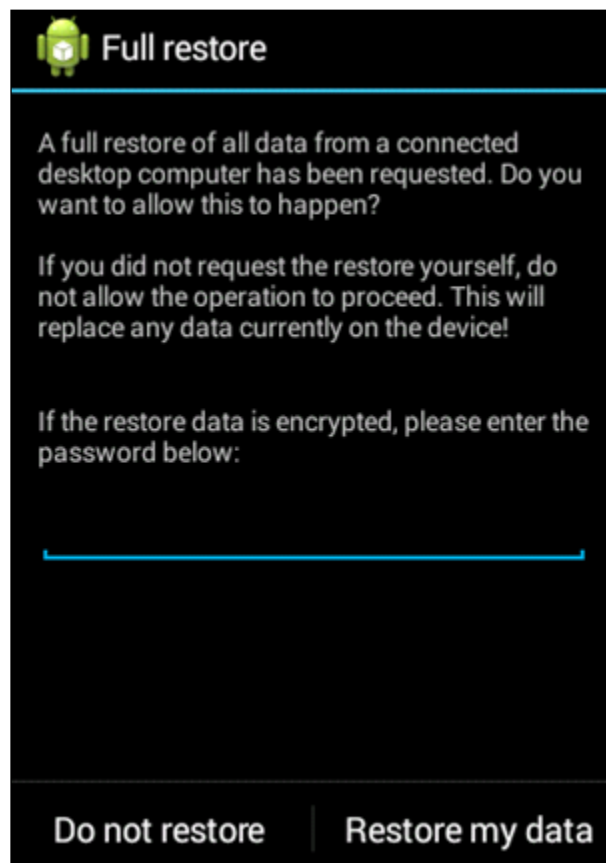 Full restore
A full restore of all data from a connected
desktop computer has been requested. Do you
want to allow this to happen?
If you did not request the restore yourself, do
not allow the operation to proceed. This will
replace any data currently on the device!
If the restore data is encrypted, please enter the
password below:
Do not restore
Restore my data